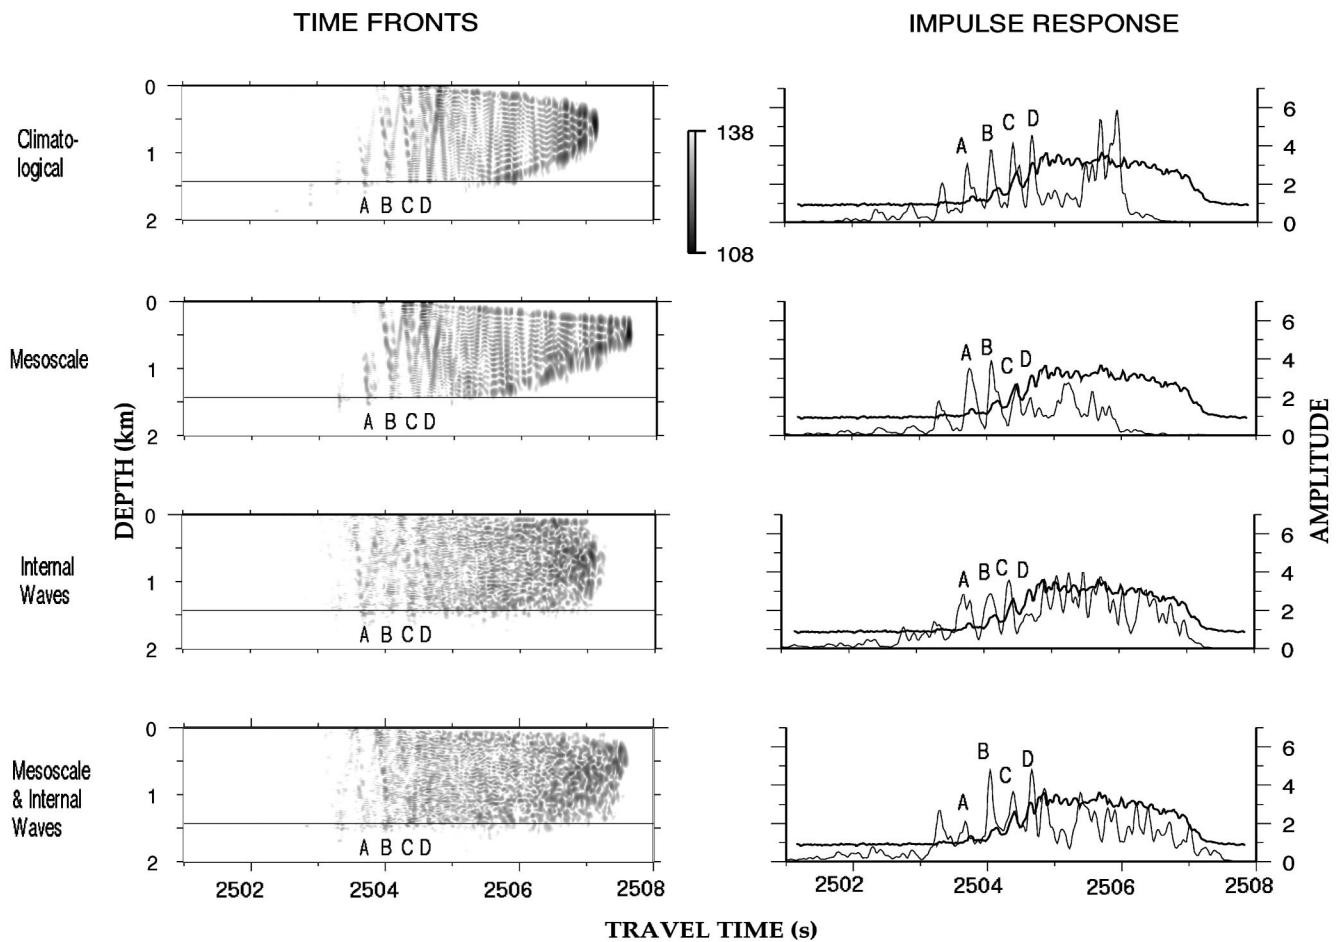 TIME FRONTS
IMPULSE RESPONSE
Climato-
logical
0
1
2
A B C D
138
108
A B C D
6
4
2
0
Mesoscale
0
1
2
A B C D
A B C D
6
4
2
0
DEPTH (km)
AMPLITUDE
Internal
Waves
0
1
2
A B C D
A B C D
6
4
2
0
Mesoscale
& Internal
Waves
0
1
2
A B C D
A B C D
6
4
2
0
2502 2504 2506 2508
2502 2504 2506 2508
TRAVEL TIME (s)